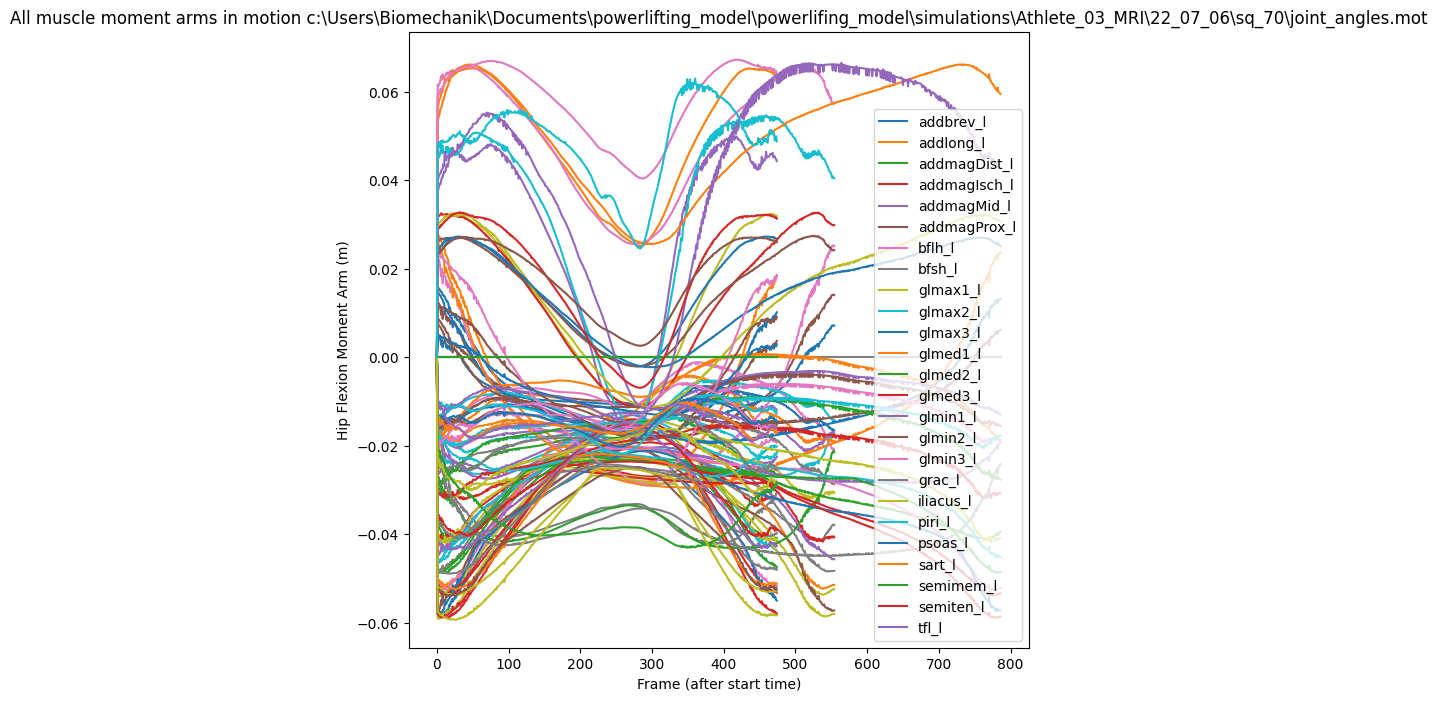 All muscle moment arms in motion c:\Users\Biomechanik\Documents\powerlifting_model\powerlifing_model\simulations\Athlete_03_MRI\22_07_06\sq_70\joint_angles.mot
Hip Flexion Moment Arm (m)
0.06
0.04
0.02
0.00
−0.02
−0.04
−0.06
addbrev_l
addlong_l
addmagDist_l
addmagIsch_l
addmagMid_l
addmagProx_l
bflh_l
bfsh_l
glmax1_l
glmax2_l
glmax3_l
glmed1_l
glmed2_l
glmed3_l
glmin1_l
glmin2_l
glmin3_l
grac_l
iliacus_l
piri_l
psoas_l
sart_l
semimem_l
semiten_l
tfl_l
0 100 200 300 400 500 600 700 800
Frame (after start time)